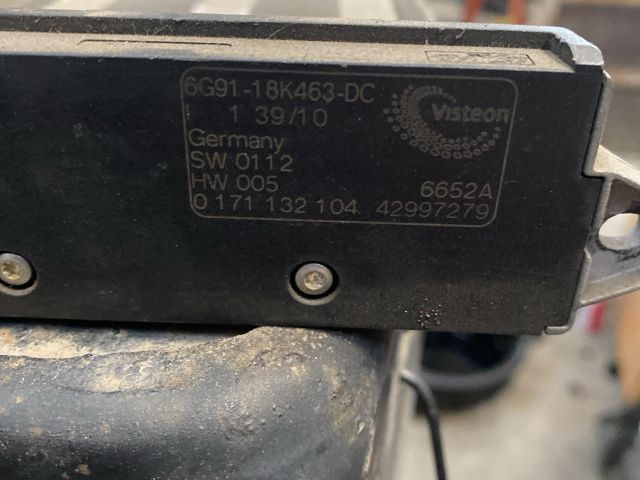 6G91-18K463-DC
1 39/10
Visteon
Germany
SW 0112
HW 005 6652A
0 171 132 104 42997279